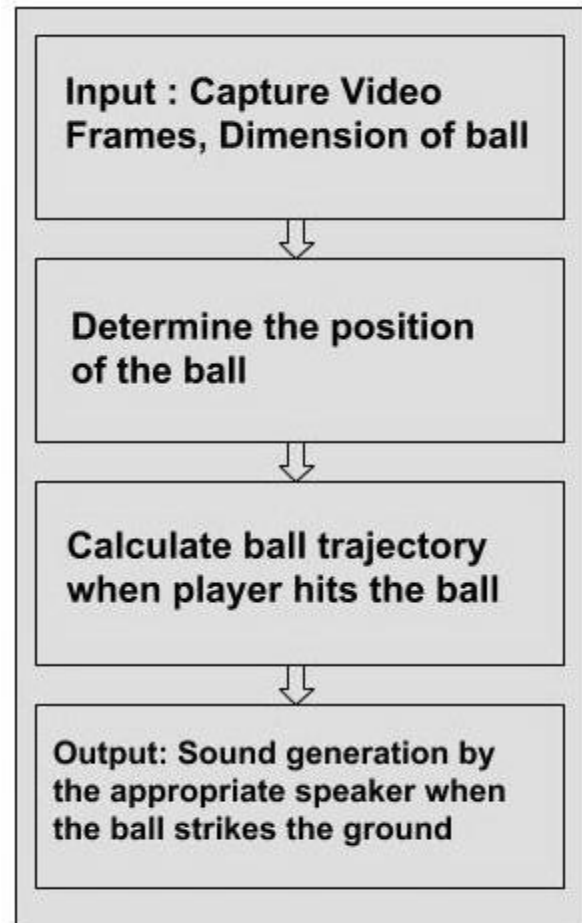 Input : Capture Video
Frames, Dimension of ball
Determine the position
of the ball
Calculate ball trajectory
when player hits the ball
Output: Sound generation by
the appropriate speaker when
the ball strikes the ground